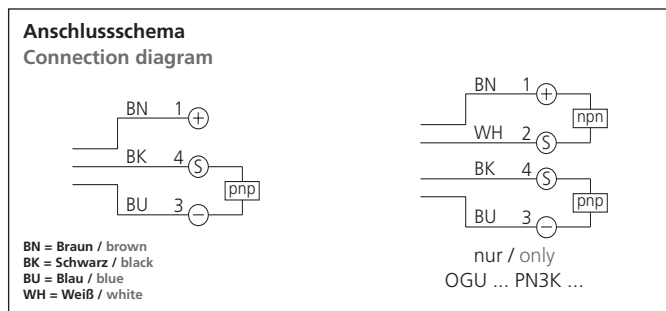 Anschlussschema
Connection diagram
BN 1 +
BK 4 S
pnp
BU 3 −
BN = Braun / brown
BK = Schwarz / black
BU = Blau / blue
WH = Weiß / white
BN 1 +
npn
WH 2 S
BK 4 S
pnp
BU 3 −
nur / only
OGU ... PN3K ...